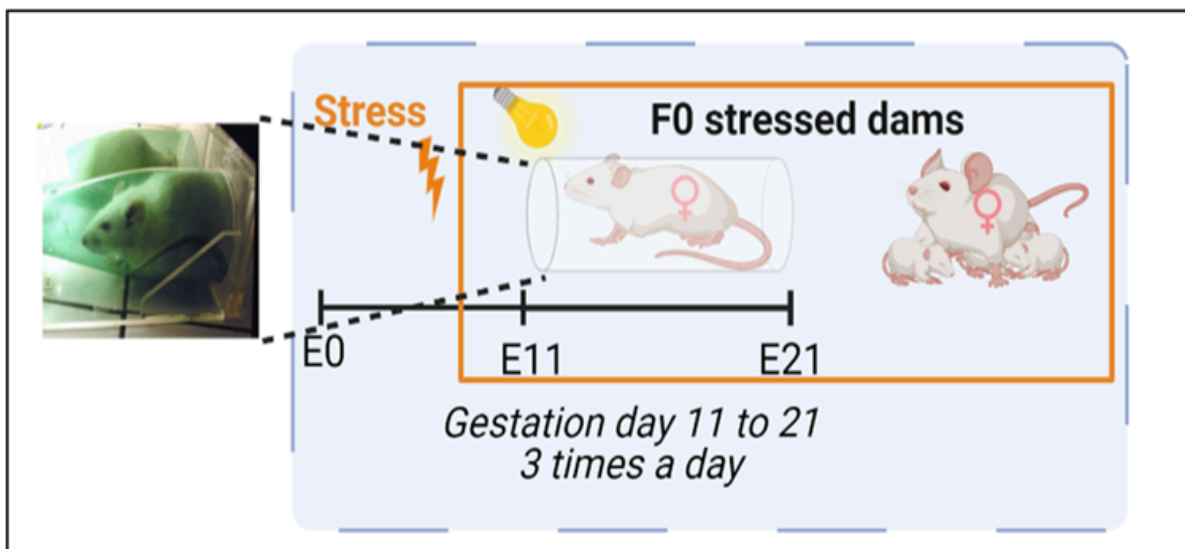 Stress
F0 stressed dams
E0
E11
E21
Gestation day 11 to 21
3 times a day